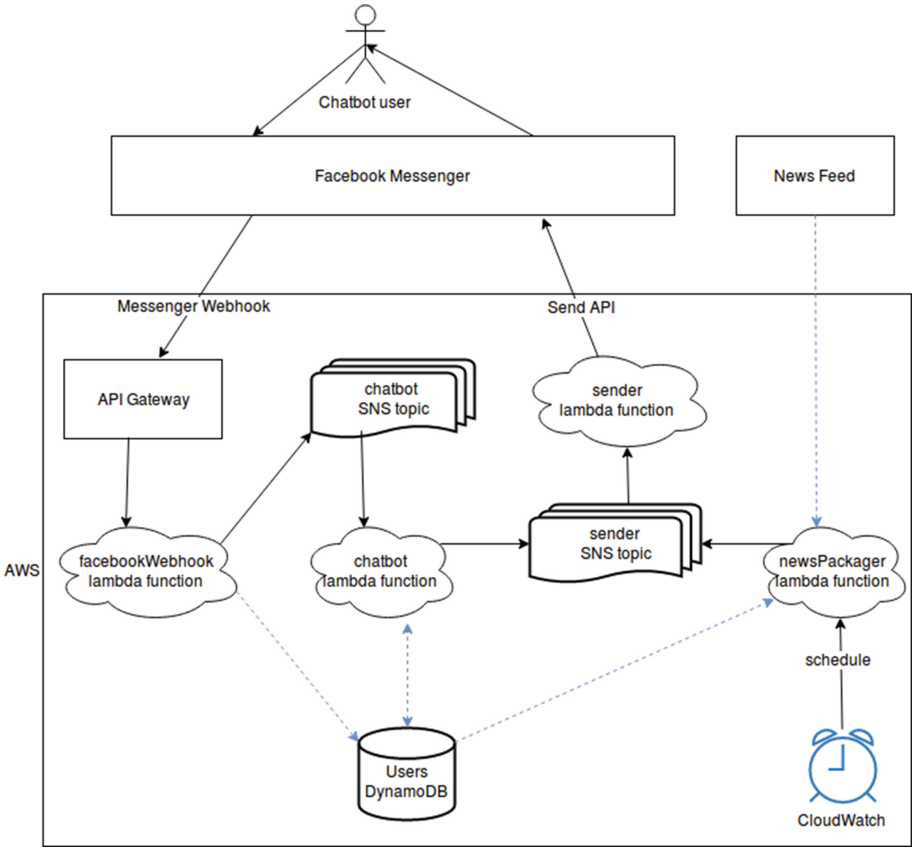 Chatbot user
Facebook Messenger
News Feed
Messenger Webhook
Send API
API Gateway
chatbot
SNS topic
sender
lambda function
AWS
facebookWebhook
lambda function
chatbot
lambda function
sender
SNS topic
newsPackager
lambda function
schedule
Users
DynamoDB
CloudWatch